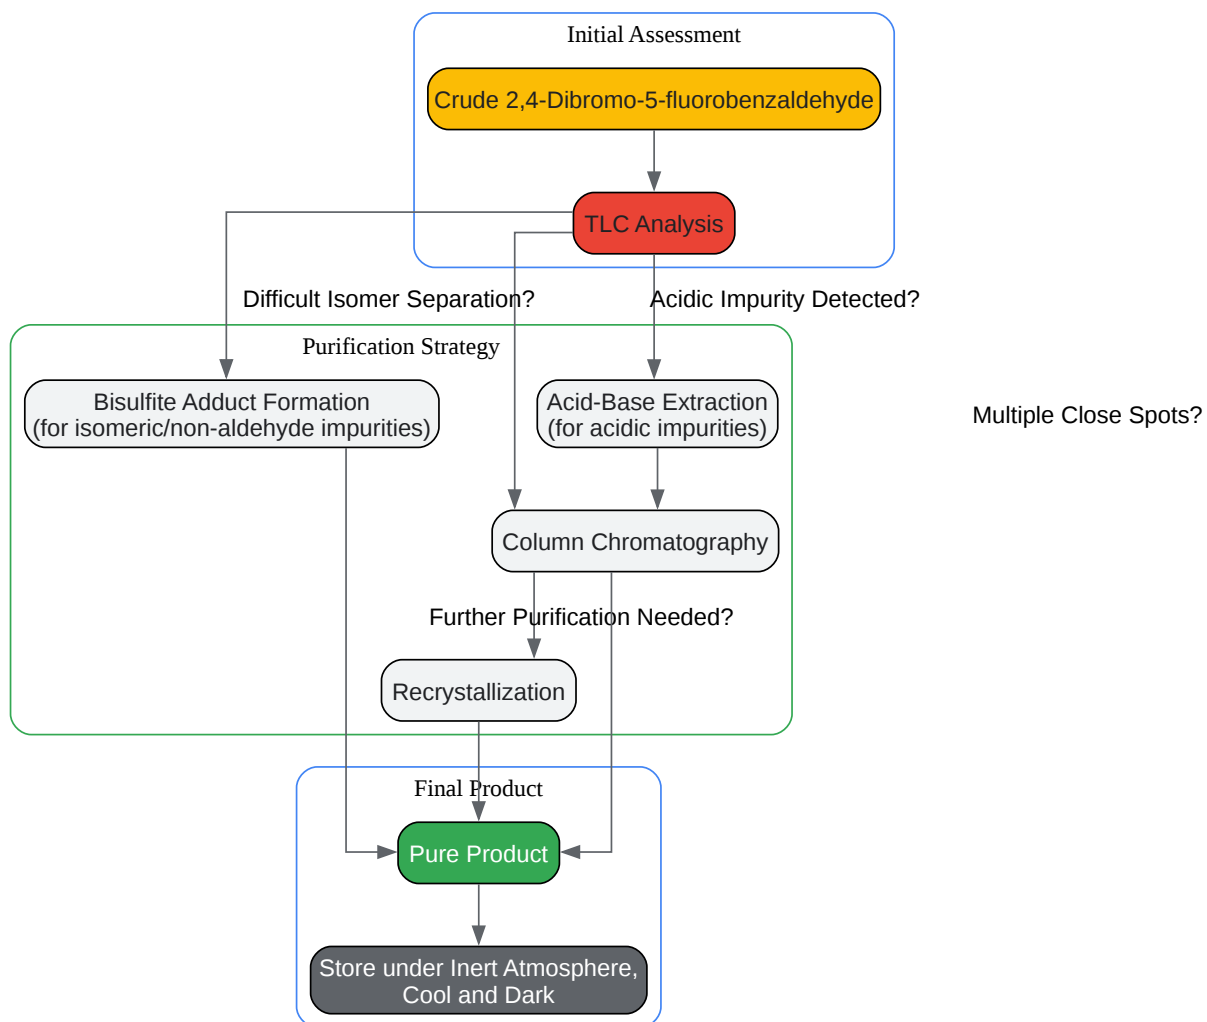 Initial Assessment
Crude 2,4-Dibromo-5-fluorobenzaldehyde
TLC Analysis
Difficult Isomer Separation?
Acidic Impurity Detected?
Purification Strategy
Bisulfite Adduct Formation
(for isomeric/non-aldehyde impurities)
Acid-Base Extraction
(for acidic impurities)
Multiple Close Spots?
Column Chromatography
Further Purification Needed?
Recrystallization
Final Product
Pure Product
Store under Inert Atmosphere,
Cool and Dark